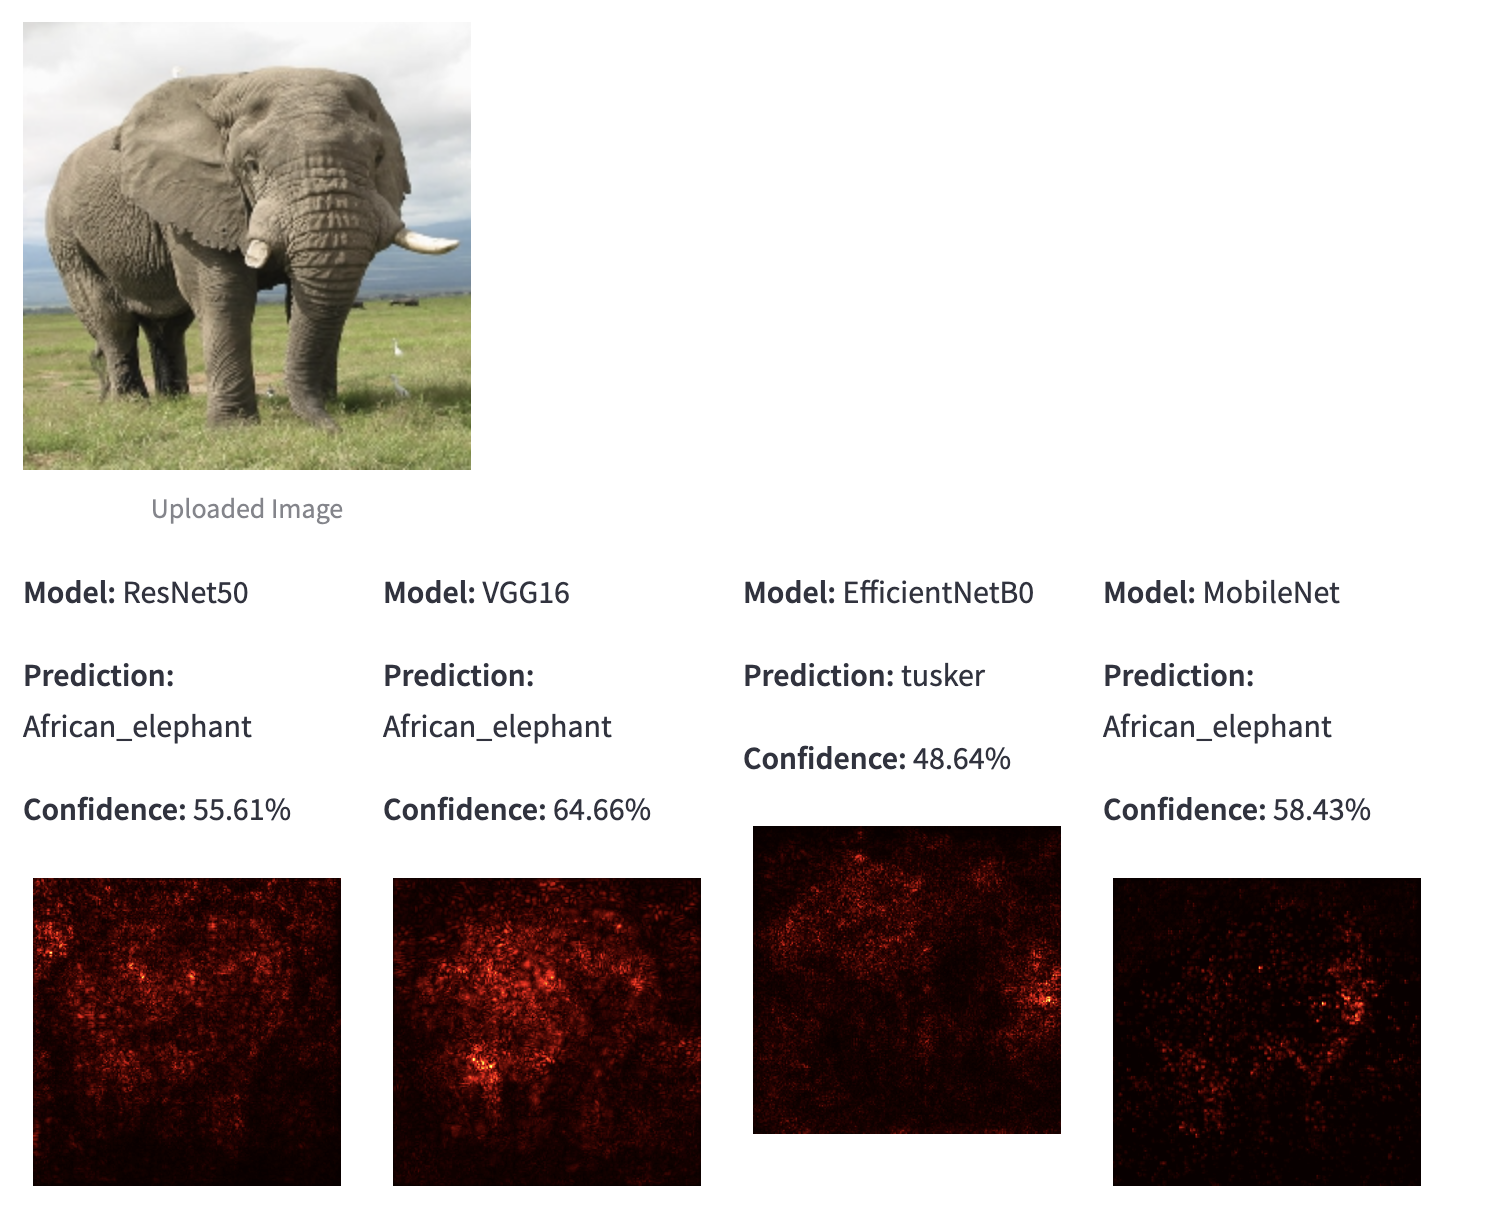 Uploaded Image
Model: ResNet50
Prediction:
African_elephant
Confidence: 55.61%
Model: VGG16
Prediction:
African_elephant
Confidence: 64.66%
Model: EfficientNetB0
Prediction: tusker
Confidence: 48.64%
Model: MobileNet
Prediction:
African_elephant
Confidence: 58.43%